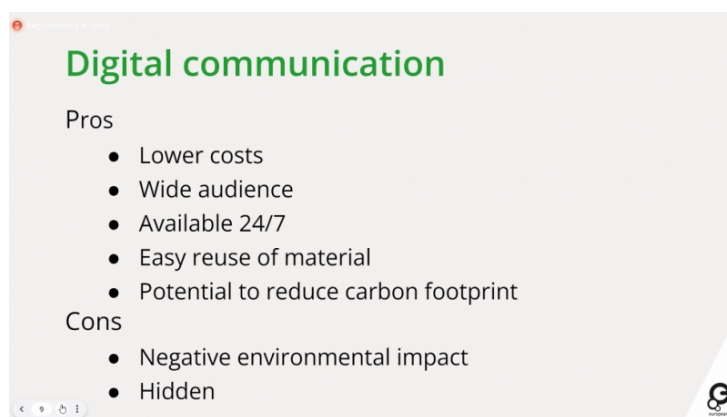 Digital communication
Pros
● Lower costs
● Wide audience
● Available 24/7
● Easy reuse of material
● Potential to reduce carbon footprint
Cons
● Negative environmental impact
● Hidden
9